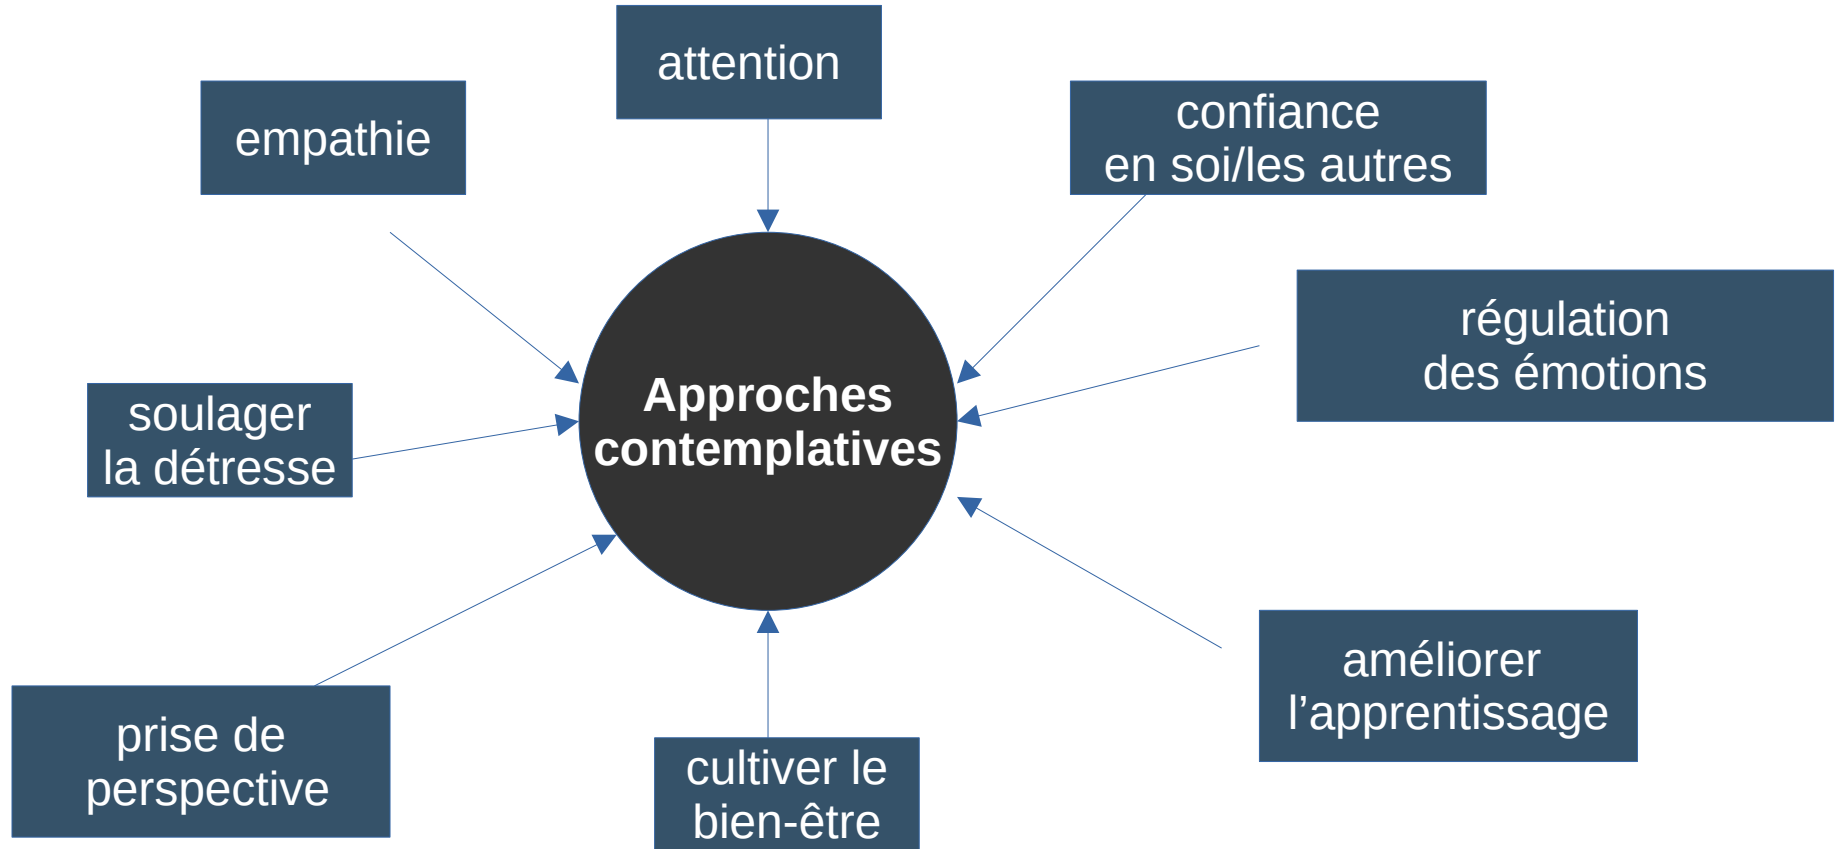 attention
empathie
confiance
en soi/les autres
régulation
des émotions
Approches
contemplatives
soulager
la détresse
améliorer
l’apprentissage
prise de
perspective
cultiver le
bien-être